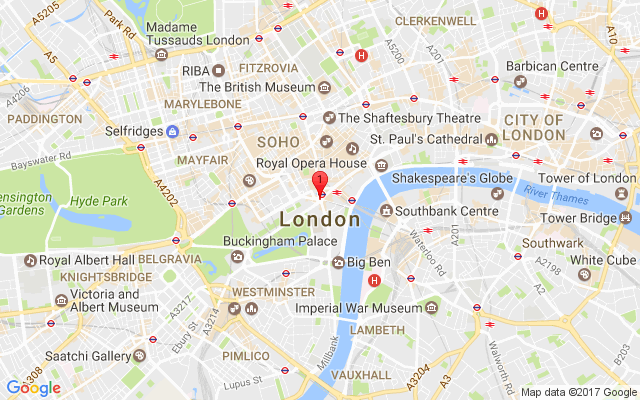 CLERKENWELL
A5205
Madame
Tussauds London
A5
Park Rd
FITZROVIA
A5200
A10
RIBA
The British Museum
Barbican Centre
A4206
MARYLEBONE
PADDINGTON
The Shaftesbury Theatre
CITY OF
LONDON
Selfridges
SOHO
St. Paul's Cathedral
Bayswater Rd
MAYFAIR
Royal Opera House
A4202
1
Shakespeare's Globe
Tower of London
River Thames
Kensington
Gardens
Hyde Park
London
Southbank Centre
Tower Bridge
A201
Waterloo Rd
Buckingham Palace
Southwark
Royal Albert Hall
BELGRAVIA
Big Ben
A2198
A2
White Cube
KNIGHTSBRIDGE
WESTMINSTER
Victoria and
Albert Museum
A3217
A3214
Imperial War Museum
LAMBETH
Ebury St
Saatchi Gallery
PIMLICO
Millbank
Walworth Rd
B203
A308
Lupus St
VAUXHALL
A3204
Google
Map data ©2017 Google